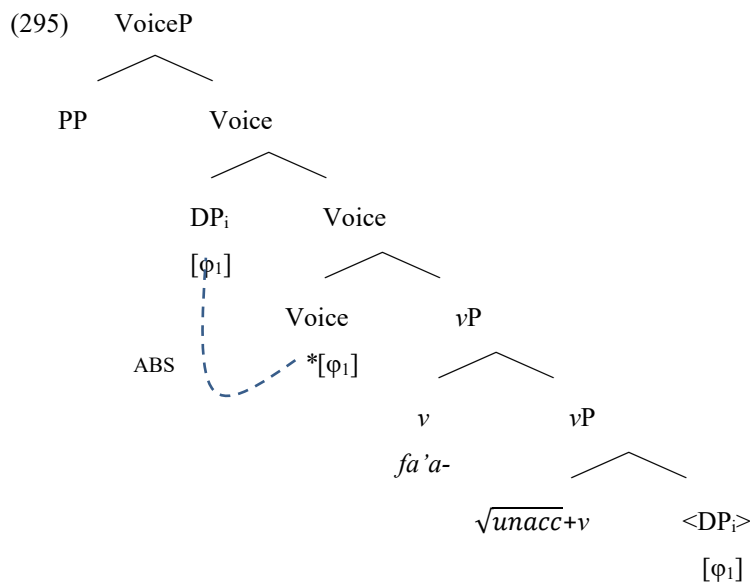 (295) VoiceP
PP Voice
DPᵢ Voice
[φ₁]
Voice vP
ABS *[φ₁]
v vP
fa’a-
√unacc+v <DPᵢ>
[φ₁]